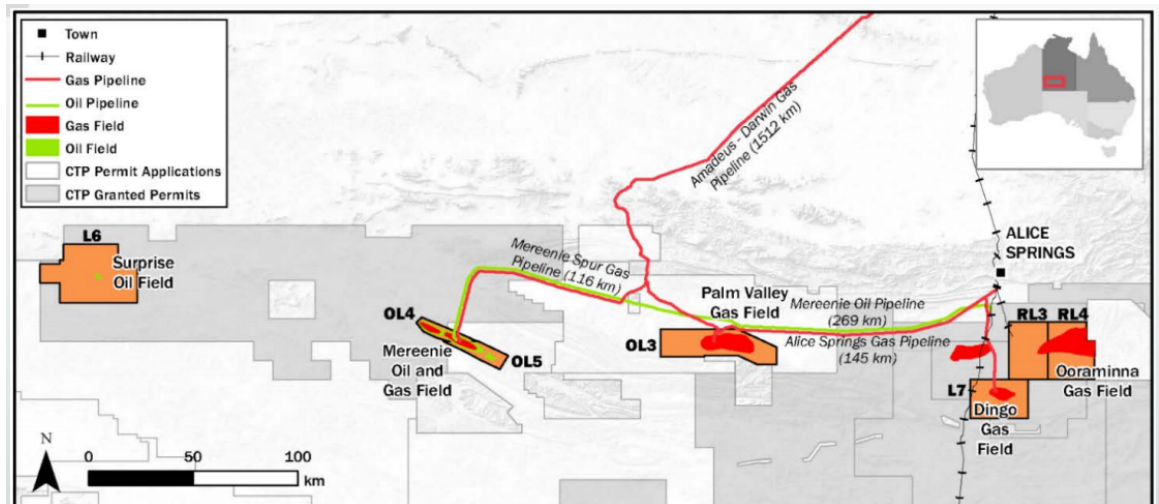 Town
Railway
Gas Pipeline
Oil Pipeline
Gas Field
Oil Field
CTP Permit Applications
CTP Granted Permits
Amadeus - Darwin Gas
Pipeline (1512 km)
L6
Surprise
Oil Field
Mereenie Spur Gas
Pipeline (116 km)
ALICE
SPRINGS
OL4
OL5
Mereenie
Oil and
Gas Field
Palm Valley
Gas Field
OL3
Mereenie Oil Pipeline
(269 km)
Alice Springs Gas Pipeline
(145 km)
RL3
RL4
Ooraminna
Gas Field
L7
Dingo
Gas
Field
N
0 50 100
km